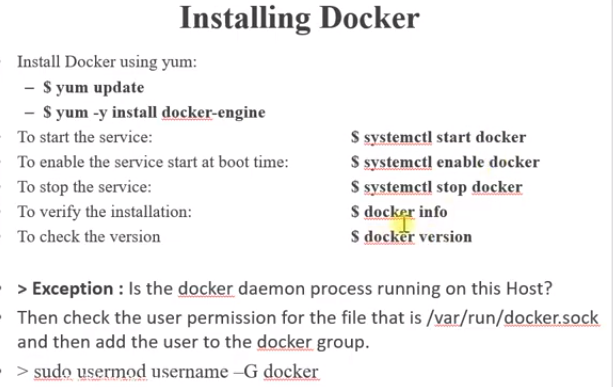 Installing Docker
Install Docker using yum:
– $ yum update
– $ yum -y install docker-engine
To start the service: $ systemctl start docker
To enable the service start at boot time: $ systemctl enable docker
To stop the service: $ systemctl stop docker
To verify the installation: $ docker info
To check the version $ docker version
> Exception : Is the docker daemon process running on this Host?
Then check the user permission for the file that is /var/run/docker.sock
and then add the user to the docker group.
> sudo usermod username –G docker